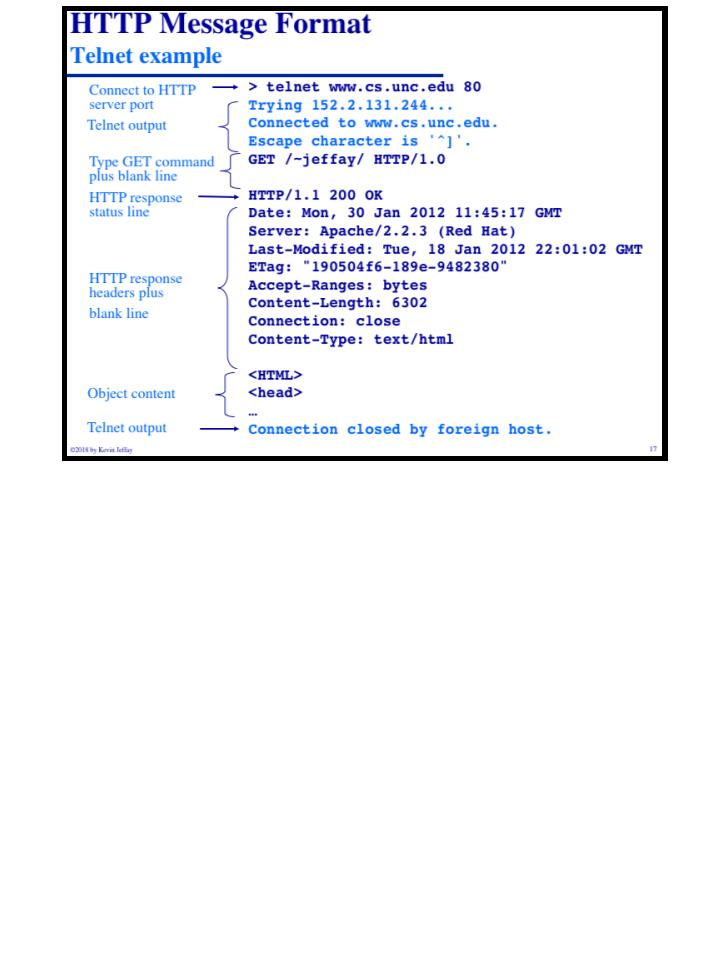 HTTP Message Format
Telnet example
Connect to HTTP
server port
> telnet www.cs.unc.edu 80
Telnet output
Trying 152.2.131.244...
Connected to www.cs.unc.edu.
Escape character is '^]'.
Type GET command
plus blank line
GET /~jeffay/ HTTP/1.0
HTTP response
status line
HTTP/1.1 200 OK
HTTP response
headers plus
blank line
Date: Mon, 30 Jan 2012 11:45:17 GMT
Server: Apache/2.2.3 (Red Hat)
Last-Modified: Tue, 18 Jan 2012 22:01:02 GMT
ETag: "190504f6-189e-9482380"
Accept-Ranges: bytes
Content-Length: 6302
Connection: close
Content-Type: text/html
Object content
<HTML>
<head>
…
Telnet output
Connection closed by foreign host.
©2018 by Kevin Jeffay
17